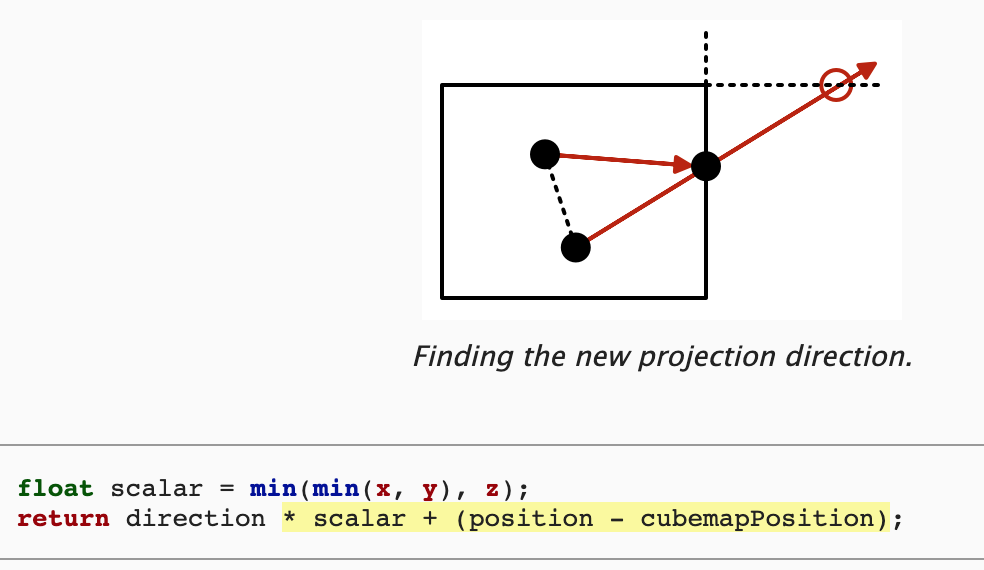 Finding the new projection direction.
float scalar = min(min(x, y), z);
return direction * scalar + (position - cubemapPosition);